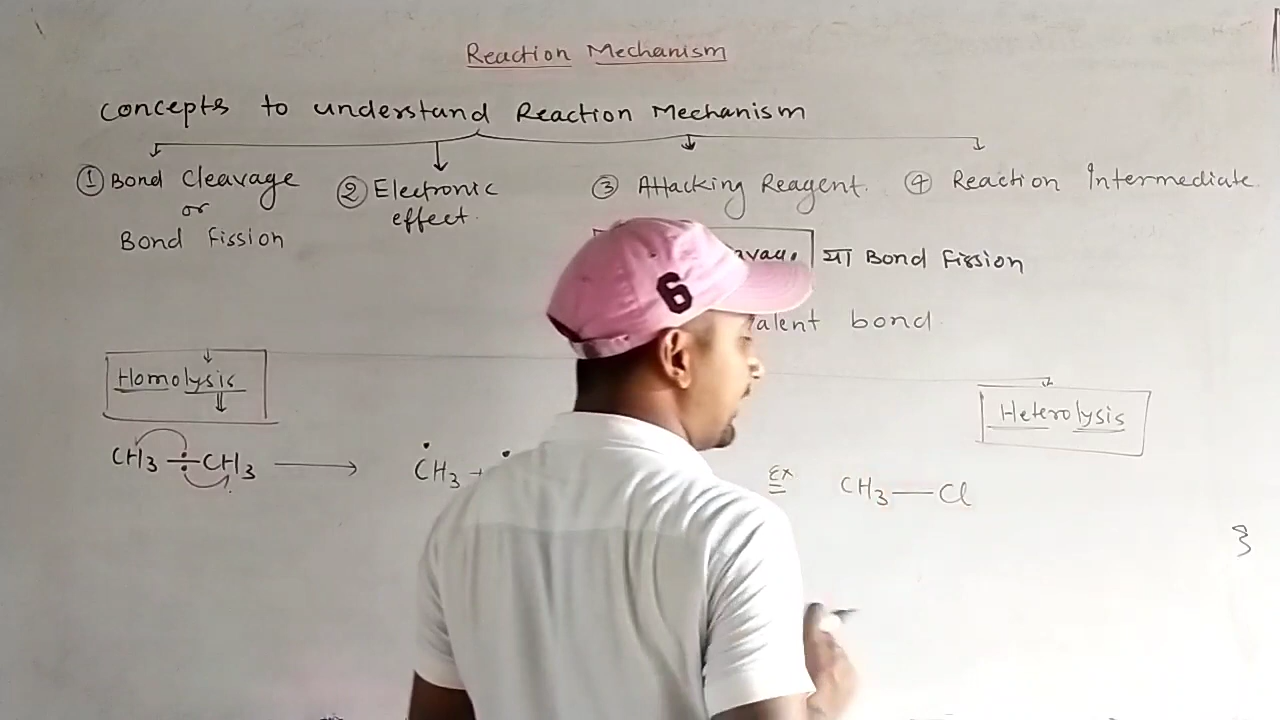 Reaction Mechanism
Concepts to understand Reaction Mechanism
① Bond Cleavage
or
Bond Fission
② Electronic
effect.
③ Attacking Reagent.
④ Reaction Intermediate.
या Bond Fission
bond
Homolysis
Heterolysis
CH3 ÷ CH3 ⟶ ĊH3 +
Ex CH3 — Cl
6